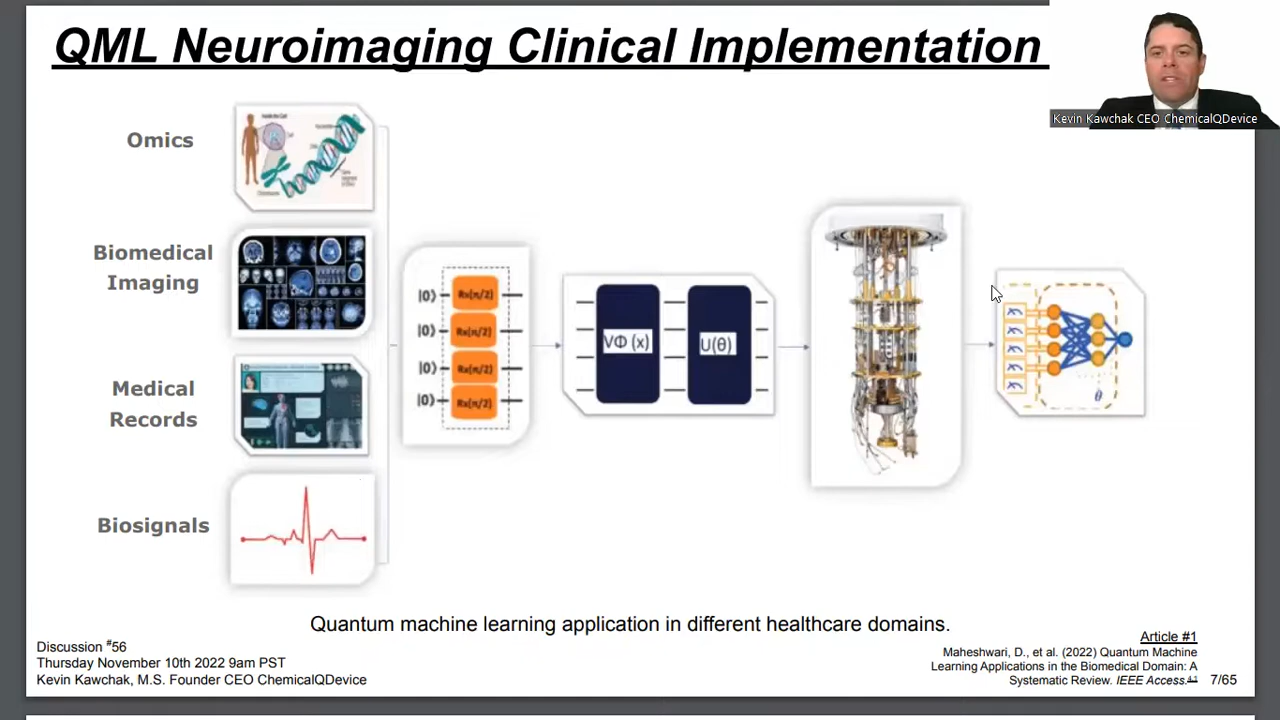 QML Neuroimaging Clinical Implementation
Kevin Kawchak CEO ChemicalQDevice
Omics
Biomedical
Imaging
Medical
Records
Biosignals
|0⟩ Rx(π/2)
|0⟩ Rx(π/2)
|0⟩ Rx(π/2)
|0⟩ Rx(π/2)
VΦ (x)
U(θ)
θ
Quantum machine learning application in different healthcare domains.
Discussion #56
Thursday November 10th 2022 9am PST
Kevin Kawchak, M.S. Founder CEO ChemicalQDevice
Article #1
Maheshwari, D., et al. (2022) Quantum Machine
Learning Applications in the Biomedical Domain: A
Systematic Review. IEEE Access.
7/65